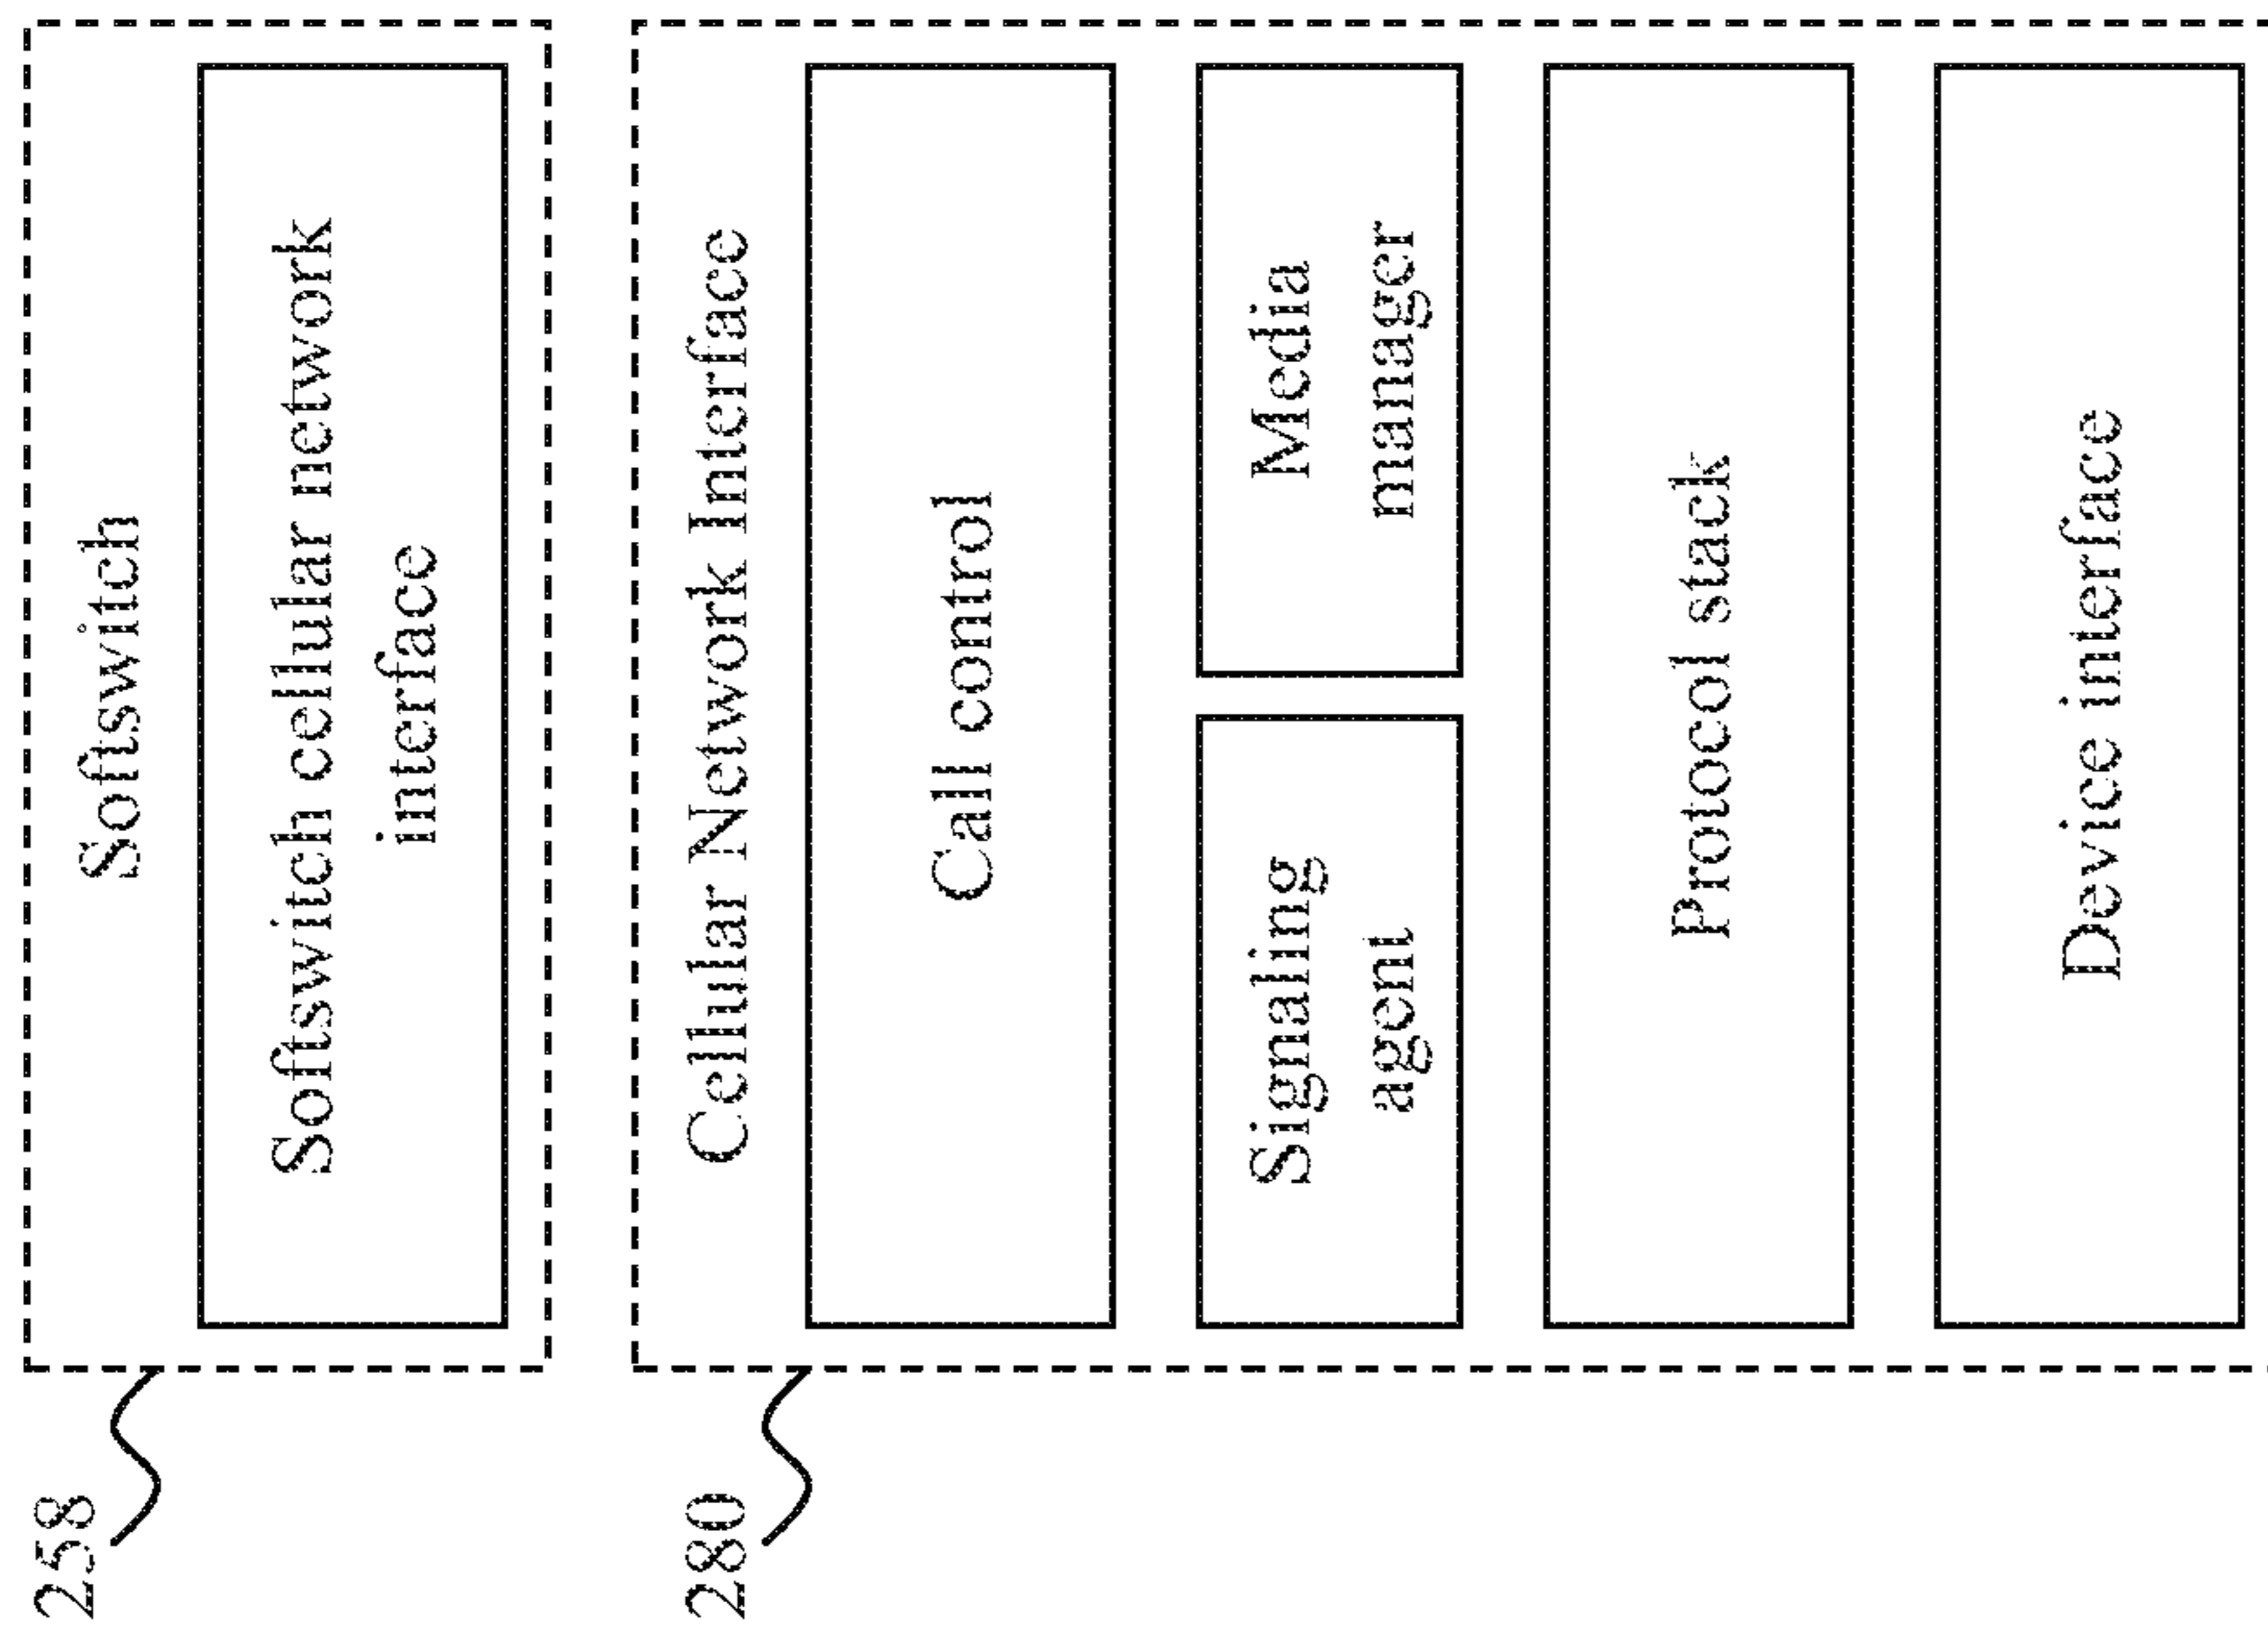 258
Softswitch
Softswitch cellular network
interface
280
Cellular Network Interface
Call control
Signaling
agent
Media
manager
Protocol stack
Device interface